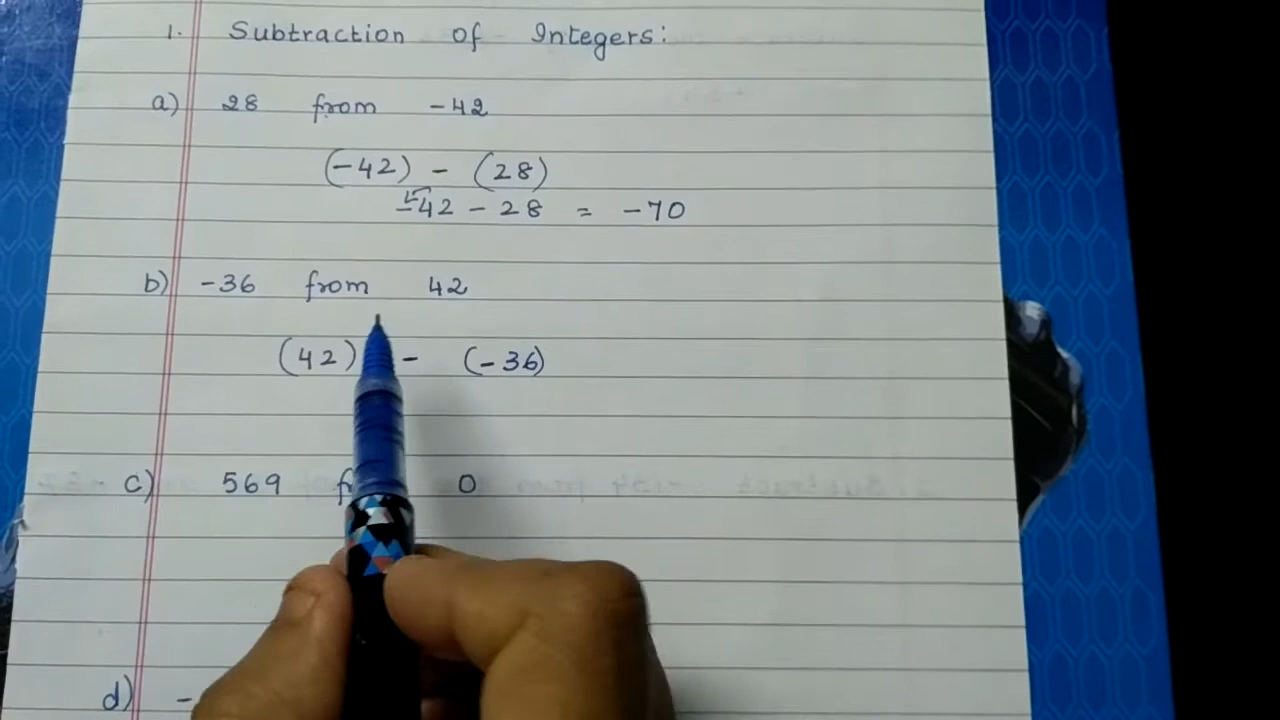 1. Subtraction of Integers:
a) 28 from -42
(-42) - (28)
-42 - 28 = -70
b) -36 from 42
(42) - (-36)
c) 569 0
d) -